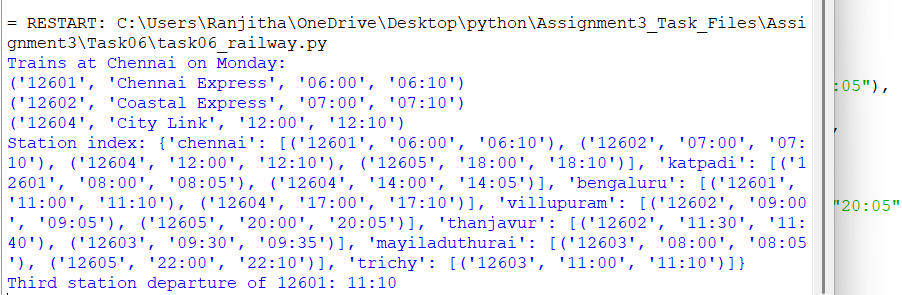 = RESTART: C:\Users\Ranjitha\OneDrive\Desktop\python\Assignment3_Task_Files\Assi
gnment3\Task06\task06_railway.py
Trains at Chennai on Monday:
('12601', 'Chennai Express', '06:00', '06:10')
('12602', 'Coastal Express', '07:00', '07:10')
('12604', 'City Link', '12:00', '12:10')
Station index: {'chennai': [('12601', '06:00', '06:10'), ('12602', '07:00', '07:
10'), ('12604', '12:00', '12:10'), ('12605', '18:00', '18:10')], 'katpadi': [('1
2601', '08:00', '08:05'), ('12604', '14:00', '14:05')], 'bengaluru': [('12601',
'11:00', '11:10'), ('12604', '17:00', '17:10')], 'villupuram': [('12602', '09:00
', '09:05'), ('12605', '20:00', '20:05')], 'thanjavur': [('12602', '11:30', '11:
40'), ('12603', '09:30', '09:35')], 'mayiladuthurai': [('12603', '08:00', '08:05
'), ('12605', '22:00', '22:10')], 'trichy': [('12603', '11:00', '11:10')]}
Third station departure of 12601: 11:10
:05"),
,
"20:05"